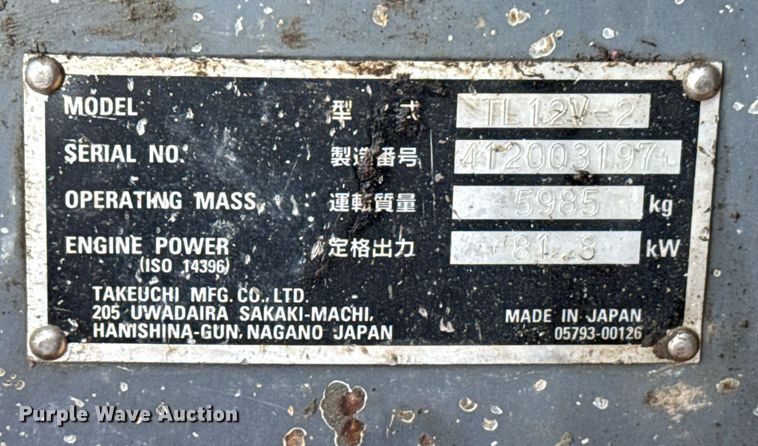 MODEL 型 式 TL12V-2
SERIAL NO. 製造番号 412003197
OPERATING MASS 運転質量 5985 kg
ENGINE POWER 定格出力 81.8 kW
(ISO 14396)
TAKEUCHI MFG. CO., LTD.
205 UWADAIRA SAKAKI-MACHI,
HANISHINA-GUN, NAGANO JAPAN
MADE IN JAPAN
05793-00126
Purple Wave Auction